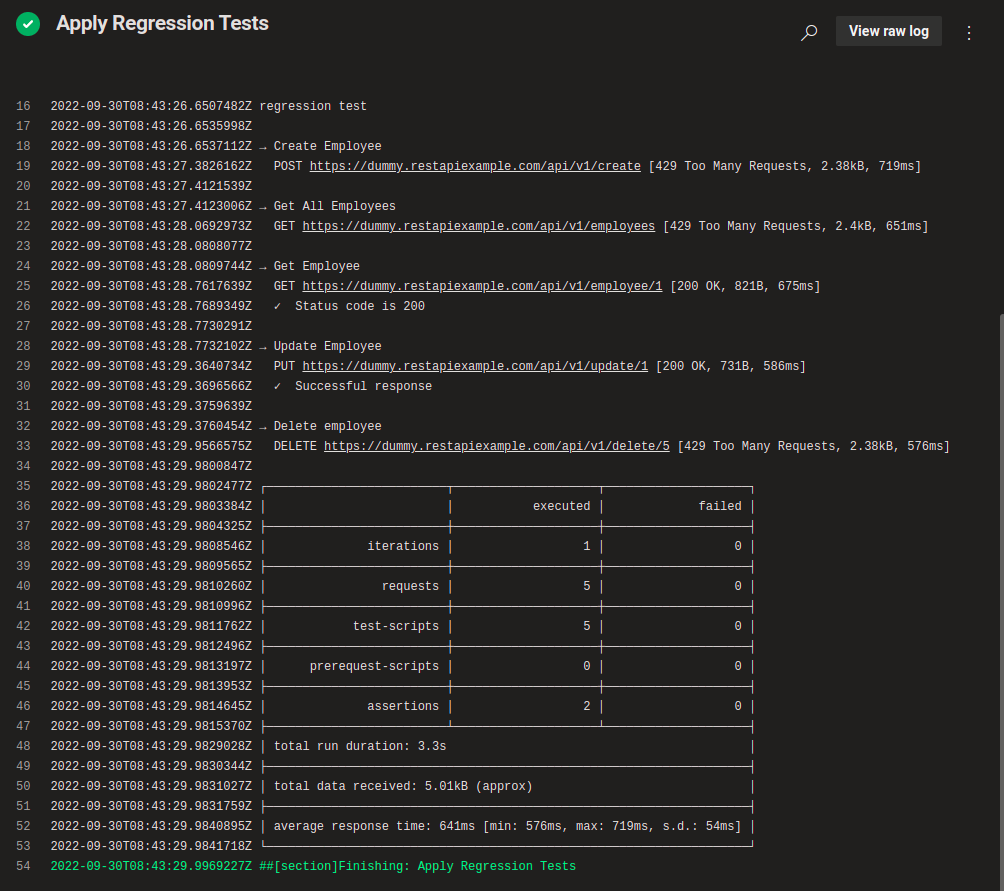 Apply Regression Tests
View raw log
16 2022-09-30T08:43:26.6507482Z regression test
17 2022-09-30T08:43:26.6535998Z
18 2022-09-30T08:43:26.6537112Z → Create Employee
19 2022-09-30T08:43:27.3826162Z POST https://dummy.restapiexample.com/api/v1/create [429 Too Many Requests, 2.38kB, 719ms]
20 2022-09-30T08:43:27.4121539Z
21 2022-09-30T08:43:27.4123006Z → Get All Employees
22 2022-09-30T08:43:28.0692973Z GET https://dummy.restapiexample.com/api/v1/employees [429 Too Many Requests, 2.4kB, 651ms]
23 2022-09-30T08:43:28.0808077Z
24 2022-09-30T08:43:28.0809744Z → Get Employee
25 2022-09-30T08:43:28.7617639Z GET https://dummy.restapiexample.com/api/v1/employee/1 [200 OK, 821B, 675ms]
26 2022-09-30T08:43:28.7689349Z ✓ Status code is 200
27 2022-09-30T08:43:28.7730291Z
28 2022-09-30T08:43:28.7732102Z → Update Employee
29 2022-09-30T08:43:29.3640734Z PUT https://dummy.restapiexample.com/api/v1/update/1 [200 OK, 731B, 586ms]
30 2022-09-30T08:43:29.3696566Z ✓ Successful response
31 2022-09-30T08:43:29.3759639Z
32 2022-09-30T08:43:29.3760454Z → Delete employee
33 2022-09-30T08:43:29.9566575Z DELETE https://dummy.restapiexample.com/api/v1/delete/5 [429 Too Many Requests, 2.38kB, 576ms]
34 2022-09-30T08:43:29.9800847Z
35 2022-09-30T08:43:29.9802477Z
36 2022-09-30T08:43:29.9803384Z │ │ executed │ failed │
37 2022-09-30T08:43:29.9804325Z
38 2022-09-30T08:43:29.9808546Z │ iterations │ 1 │ 0 │
39 2022-09-30T08:43:29.9809565Z
40 2022-09-30T08:43:29.9810260Z │ requests │ 5 │ 0 │
41 2022-09-30T08:43:29.9810996Z
42 2022-09-30T08:43:29.9811762Z │ test-scripts │ 5 │ 0 │
43 2022-09-30T08:43:29.9812496Z
44 2022-09-30T08:43:29.9813197Z │ prerequest-scripts │ 0 │ 0 │
45 2022-09-30T08:43:29.9813953Z
46 2022-09-30T08:43:29.9814645Z │ assertions │ 2 │ 0 │
47 2022-09-30T08:43:29.9815370Z
48 2022-09-30T08:43:29.9829028Z │ total run duration: 3.3s │
49 2022-09-30T08:43:29.9830344Z
50 2022-09-30T08:43:29.9831027Z │ total data received: 5.01kB (approx) │
51 2022-09-30T08:43:29.9831759Z
52 2022-09-30T08:43:29.9840895Z │ average response time: 641ms [min: 576ms, max: 719ms, s.d.: 54ms] │
53 2022-09-30T08:43:29.9841718Z
54 2022-09-30T08:43:29.9969227Z ##[section]Finishing: Apply Regression Tests